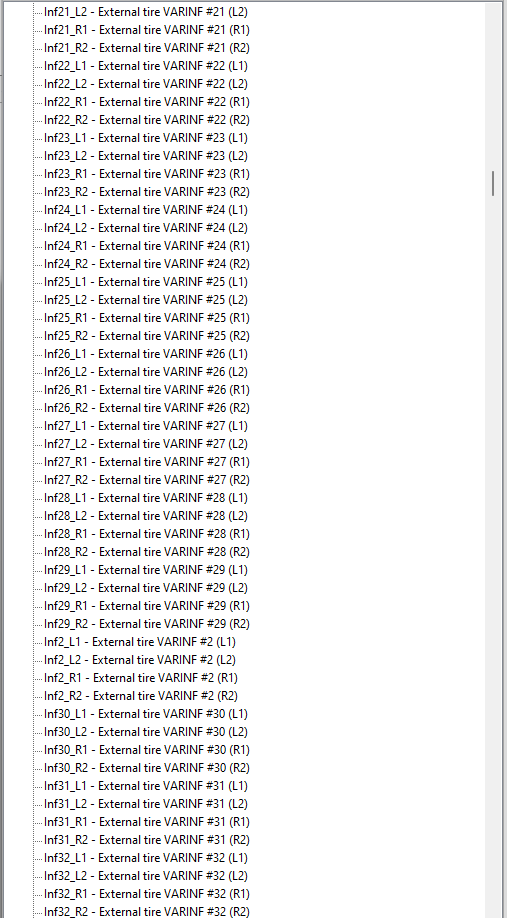 Inf21_L2 - External tire VARINF #21 (L2)
Inf21_R1 - External tire VARINF #21 (R1)
Inf21_R2 - External tire VARINF #21 (R2)
Inf22_L1 - External tire VARINF #22 (L1)
Inf22_L2 - External tire VARINF #22 (L2)
Inf22_R1 - External tire VARINF #22 (R1)
Inf22_R2 - External tire VARINF #22 (R2)
Inf23_L1 - External tire VARINF #23 (L1)
Inf23_L2 - External tire VARINF #23 (L2)
Inf23_R1 - External tire VARINF #23 (R1)
Inf23_R2 - External tire VARINF #23 (R2)
Inf24_L1 - External tire VARINF #24 (L1)
Inf24_L2 - External tire VARINF #24 (L2)
Inf24_R1 - External tire VARINF #24 (R1)
Inf24_R2 - External tire VARINF #24 (R2)
Inf25_L1 - External tire VARINF #25 (L1)
Inf25_L2 - External tire VARINF #25 (L2)
Inf25_R1 - External tire VARINF #25 (R1)
Inf25_R2 - External tire VARINF #25 (R2)
Inf26_L1 - External tire VARINF #26 (L1)
Inf26_L2 - External tire VARINF #26 (L2)
Inf26_R1 - External tire VARINF #26 (R1)
Inf26_R2 - External tire VARINF #26 (R2)
Inf27_L1 - External tire VARINF #27 (L1)
Inf27_L2 - External tire VARINF #27 (L2)
Inf27_R1 - External tire VARINF #27 (R1)
Inf27_R2 - External tire VARINF #27 (R2)
Inf28_L1 - External tire VARINF #28 (L1)
Inf28_L2 - External tire VARINF #28 (L2)
Inf28_R1 - External tire VARINF #28 (R1)
Inf28_R2 - External tire VARINF #28 (R2)
Inf29_L1 - External tire VARINF #29 (L1)
Inf29_L2 - External tire VARINF #29 (L2)
Inf29_R1 - External tire VARINF #29 (R1)
Inf29_R2 - External tire VARINF #29 (R2)
Inf2_L1 - External tire VARINF #2 (L1)
Inf2_L2 - External tire VARINF #2 (L2)
Inf2_R1 - External tire VARINF #2 (R1)
Inf2_R2 - External tire VARINF #2 (R2)
Inf30_L1 - External tire VARINF #30 (L1)
Inf30_L2 - External tire VARINF #30 (L2)
Inf30_R1 - External tire VARINF #30 (R1)
Inf30_R2 - External tire VARINF #30 (R2)
Inf31_L1 - External tire VARINF #31 (L1)
Inf31_L2 - External tire VARINF #31 (L2)
Inf31_R1 - External tire VARINF #31 (R1)
Inf31_R2 - External tire VARINF #31 (R2)
Inf32_L1 - External tire VARINF #32 (L1)
Inf32_L2 - External tire VARINF #32 (L2)
Inf32_R1 - External tire VARINF #32 (R1)
Inf32_R2 - External tire VARINF #32 (R2)